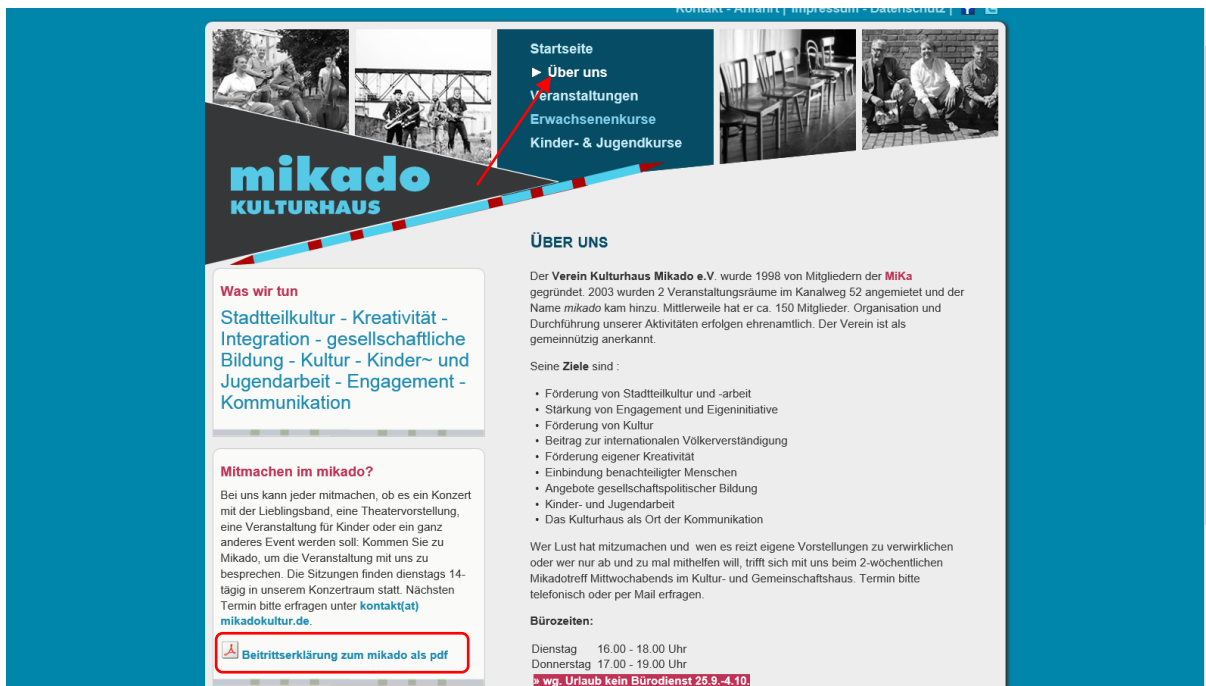 Kontakt - Anfahrt | Impressum - Datenschutz |
Startseite
► Über uns
Veranstaltungen
Erwachsenenkurse
Kinder- & Jugendkurse
mikado
KULTURHAUS
Was wir tun
Stadtteilkultur - Kreativität -
Integration - gesellschaftliche
Bildung - Kultur - Kinder~ und
Jugendarbeit - Engagement -
Kommunikation
Mitmachen im mikado?
Bei uns kann jeder mitmachen, ob es ein Konzert
mit der Lieblingsband, eine Theatervorstellung,
eine Veranstaltung für Kinder oder ein ganz
anderes Event werden soll: Kommen Sie zu
Mikado, um die Veranstaltung mit uns zu
besprechen. Die Sitzungen finden dienstags 14-
tägig in unserem Konzertraum statt. Nächsten
Termin bitte erfragen unter kontakt(at)
mikadokultur.de.
Beitrittserklärung zum mikado als pdf
ÜBER UNS
Der Verein Kulturhaus Mikado e.V. wurde 1998 von Mitgliedern der MiKa
gegründet. 2003 wurden 2 Veranstaltungsräume im Kanalweg 52 angemietet und der
Name mikado kam hinzu. Mittlerweile hat er ca. 150 Mitglieder. Organisation und
Durchführung unserer Aktivitäten erfolgen ehrenamtlich. Der Verein ist als
gemeinnützig anerkannt.
Seine Ziele sind :
• Förderung von Stadtteilkultur und -arbeit
• Stärkung von Engagement und Eigeninitiative
• Förderung von Kultur
• Beitrag zur internationalen Völkerverständigung
• Förderung eigener Kreativität
• Einbindung benachteiligter Menschen
• Angebote gesellschaftspolitischer Bildung
• Kinder- und Jugendarbeit
• Das Kulturhaus als Ort der Kommunikation
Wer Lust hat mitzumachen und wen es reizt eigene Vorstellungen zu verwirklichen
oder wer nur ab und zu mal mithelfen will, trifft sich mit uns beim 2-wöchentlichen
Mikadotreff Mittwochabends im Kultur- und Gemeinschaftshaus. Termin bitte
telefonisch oder per Mail erfragen.
Bürozeiten:
Dienstag 16.00 - 18.00 Uhr
Donnerstag 17.00 - 19.00 Uhr
» wg. Urlaub kein Bürodienst 25.9.-4.10.